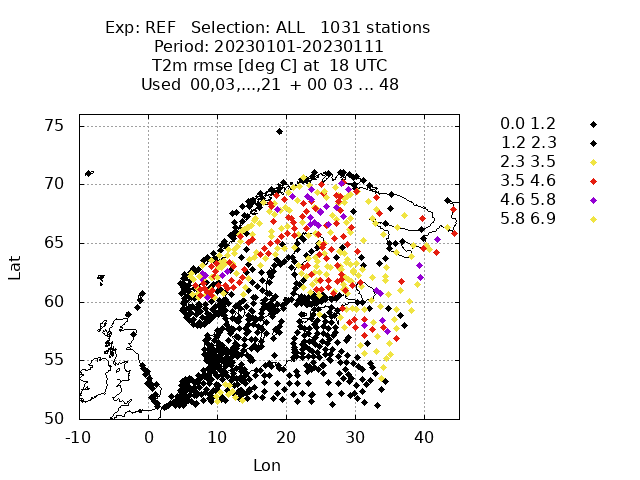 Exp: REF   Selection: ALL   1031 stations
Period: 20230101-20230111
T2m rmse [deg C] at  18 UTC
Used  00,03,...,21  + 00 03 ... 48
75
70
65
60
55
50
Lat
-10 0 10 20 30 40
Lon
0.0 1.2
1.2 2.3
2.3 3.5
3.5 4.6
4.6 5.8
5.8 6.9